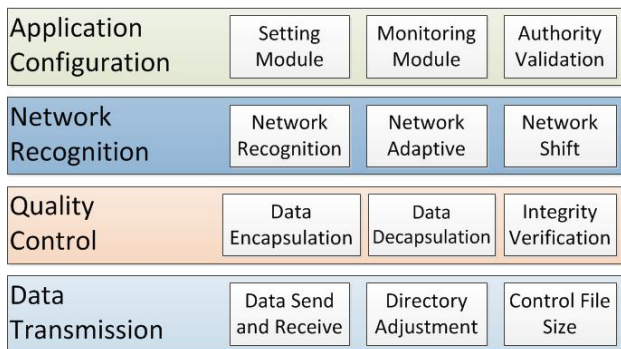 Application
Configuration
Setting
Module
Monitoring
Module
Authority
Validation
Network
Recognition
Network
Recognition
Network
Adaptive
Network
Shift
Quality
Control
Data
Encapsulation
Data
Decapsulation
Integrity
Verification
Data
Transmission
Data Send
and Receive
Directory
Adjustment
Control File
Size